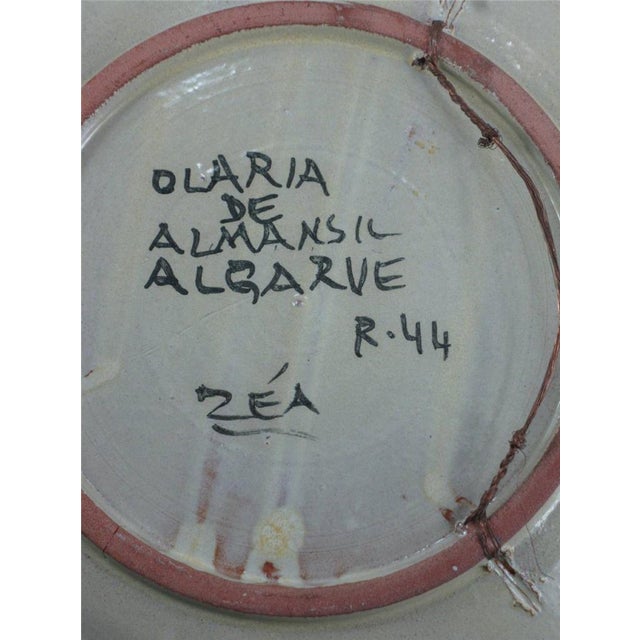 OLARIA
DE
ALMANSIL
ALGARVE
R.44
ZÉA